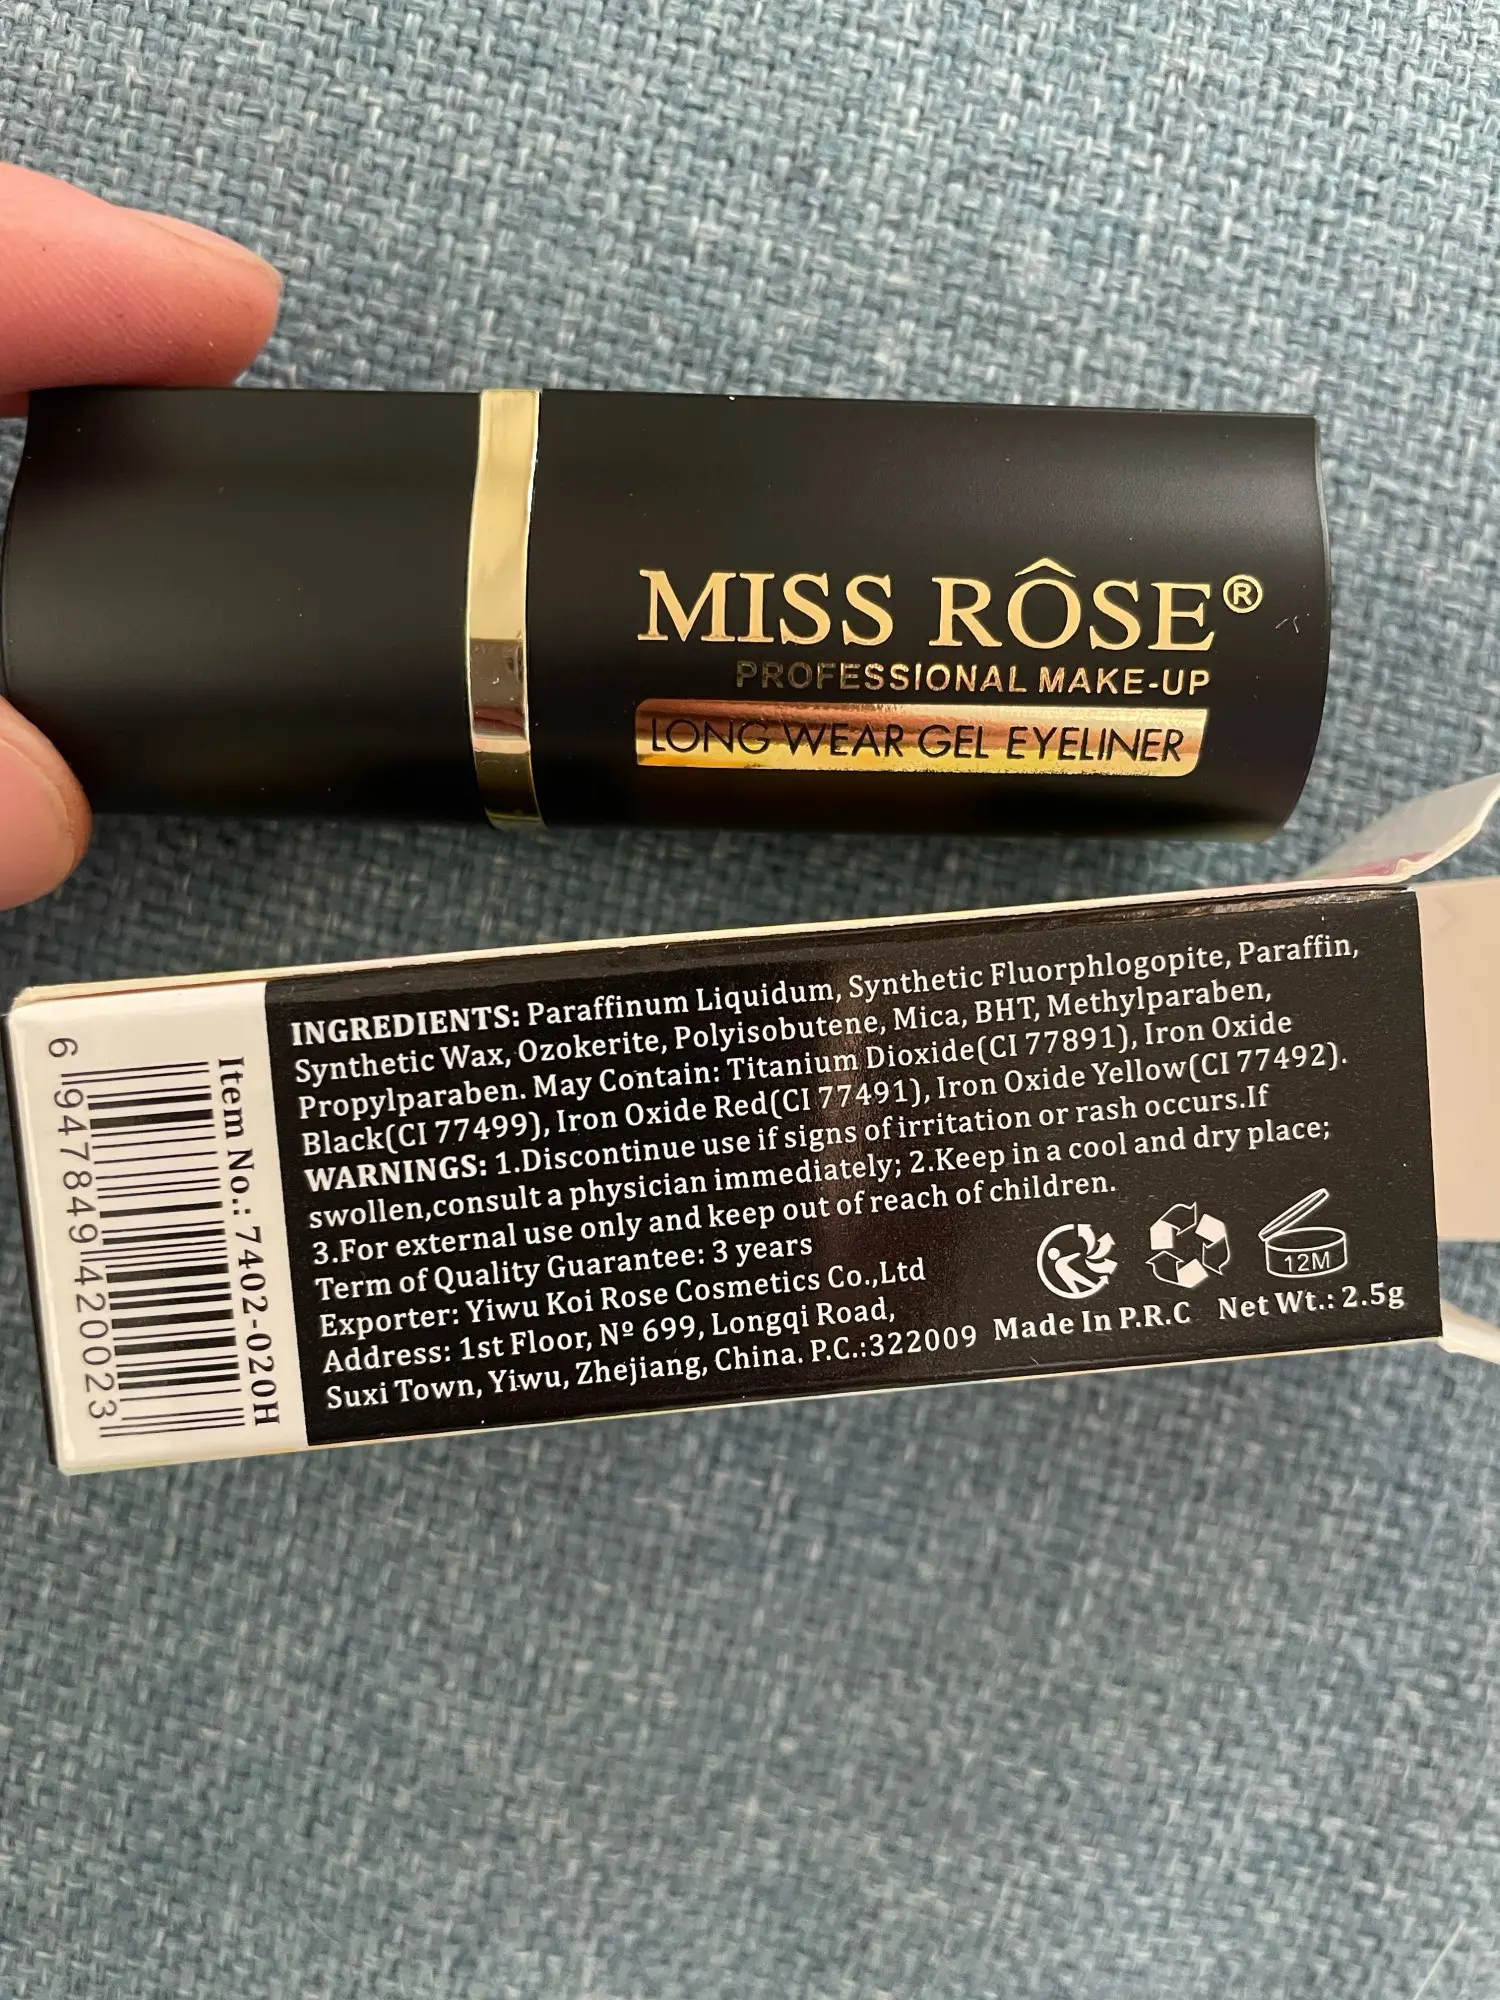 MISS RÔSE®
PROFESSIONAL MAKE-UP
LONG WEAR GEL EYELINER
INGREDIENTS: Paraffinum Liquidum, Synthetic Fluorphlogopite, Paraffin,
Synthetic Wax, Ozokerite, Polyisobutene, Mica, BHT, Methylparaben,
Propylparaben. May Contain: Titanium Dioxide(CI 77891), Iron Oxide
Black(CI 77499), Iron Oxide Red(CI 77491), Iron Oxide Yellow(CI 77492).
WARNINGS: 1.Discontinue use if signs of irritation or rash occurs.If
swollen,consult a physician immediately; 2.Keep in a cool and dry place;
3.For external use only and keep out of reach of children.
Term of Quality Guarantee: 3 years
Exporter: Yiwu Koi Rose Cosmetics Co.,Ltd
Address: 1st Floor, Nº 699, Longqi Road,
Suxi Town, Yiwu, Zhejiang, China. P.C.:322009
12M
Made In P.R.C Net Wt.: 2.5g
Item No.: 7402-020H
6 947849 420023